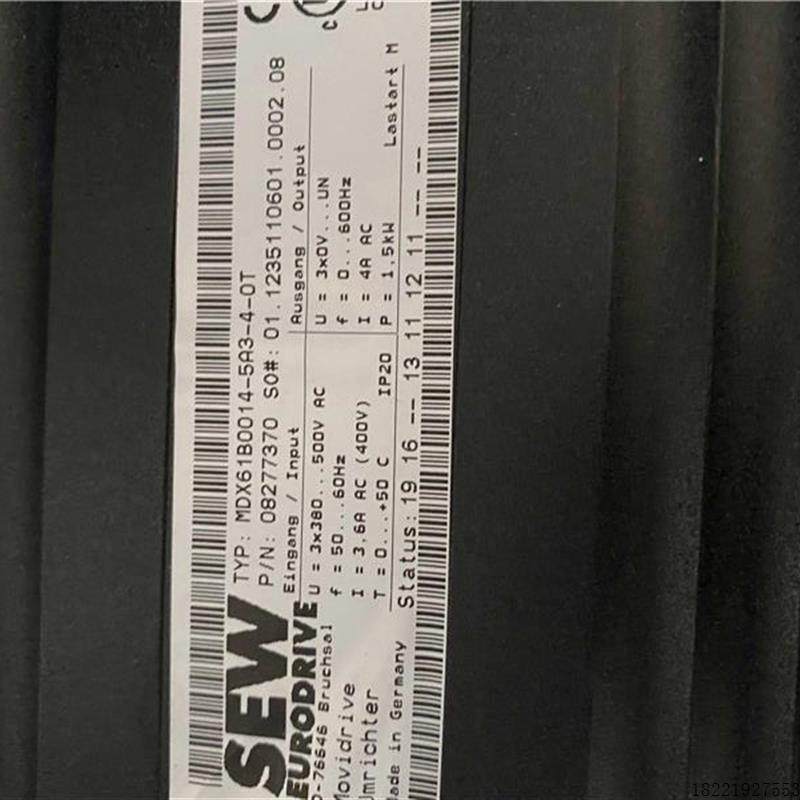 SEW
EURODRIVE
D-76646 Bruchsal
Movidrive
Umrichter
Made in Germany
TYP: MDX61B0014-5A3-4-0T
P/N: 08277370 SO#: 01.1235110601.0002.08
Eingang / Input
U = 3x380...500V AC
f = 50...60Hz
I = 3,6A AC (400V)
T = 0...+50 C IP20
Ausgang / Output
U = 3x0V...UN
f = 0...600Hz
I = 4A AC
P = 1,5kW Lastart M
Status: 19 16 -- 13 11 12 11 -- --
18221927553